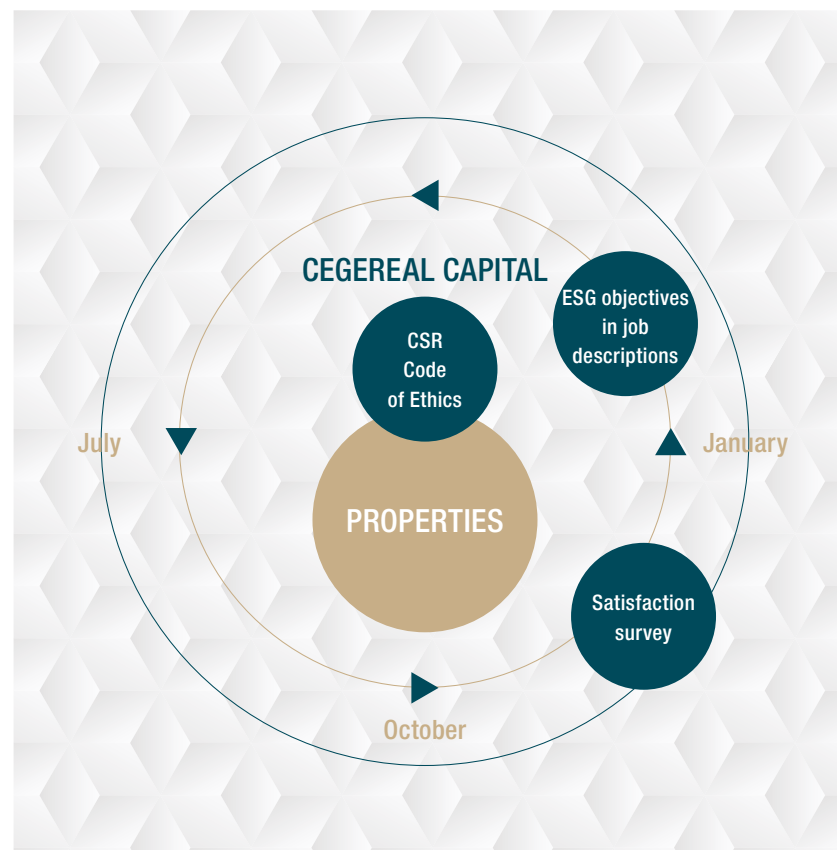 CEGEREAL CAPITAL
ESG objectives
in job
descriptions
CSR
Code
of Ethics
July
January
PROPERTIES
Satisfaction
survey
October